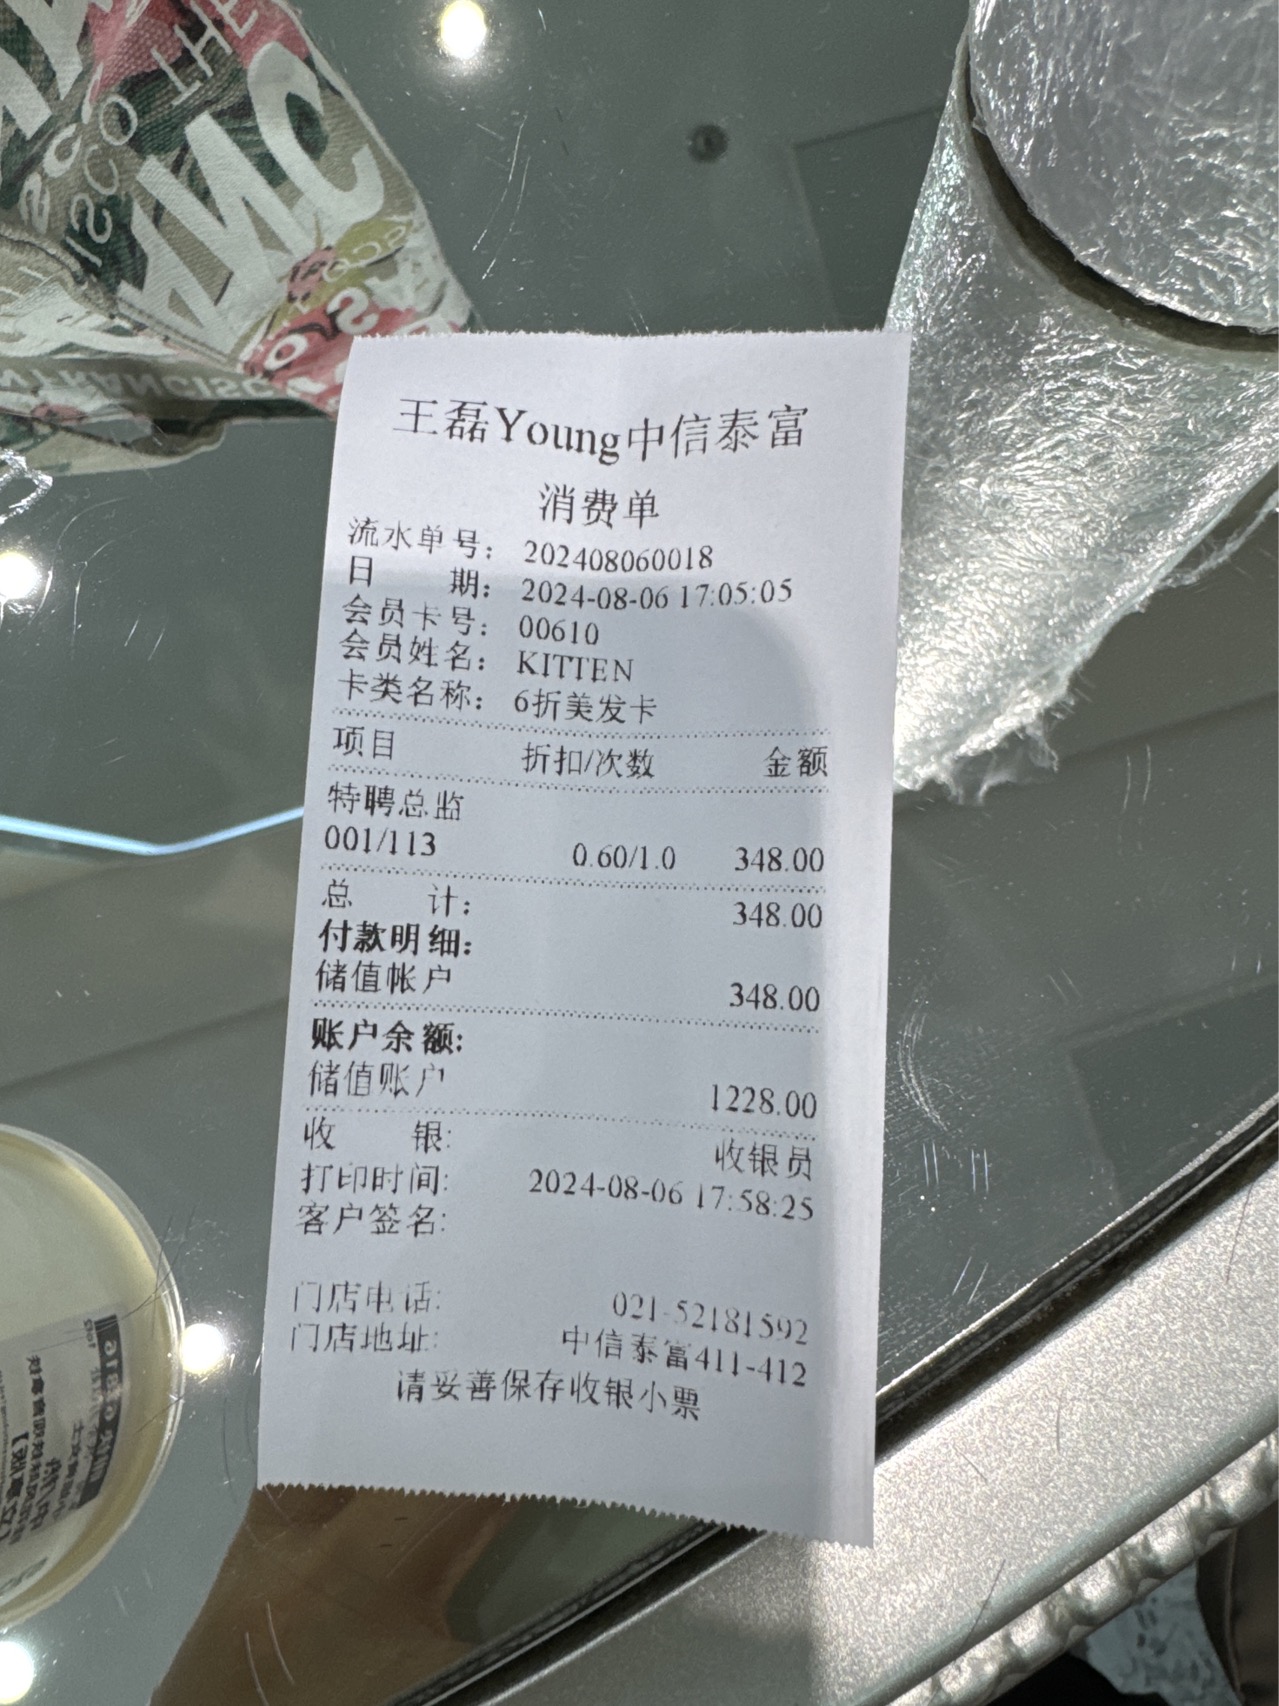 王磊Young中信泰富
消费单
流水单号: 202408060018
日 期: 2024-08-06 17:05:05
会员卡号: 00610
会员姓名: KITTEN
卡类名称: 6折美发卡
项目 折扣/次数 金额
特聘总监
001/113 0.60/1.0 348.00
总 计: 348.00
付款明细:
储值帐户 348.00
账户余额:
储值账户 1228.00
收 银: 收银员
打印时间: 2024-08-06 17:58:25
客户签名:
门店电话: 021-52181592
门店地址: 中信泰富411-412
请妥善保存收银小票